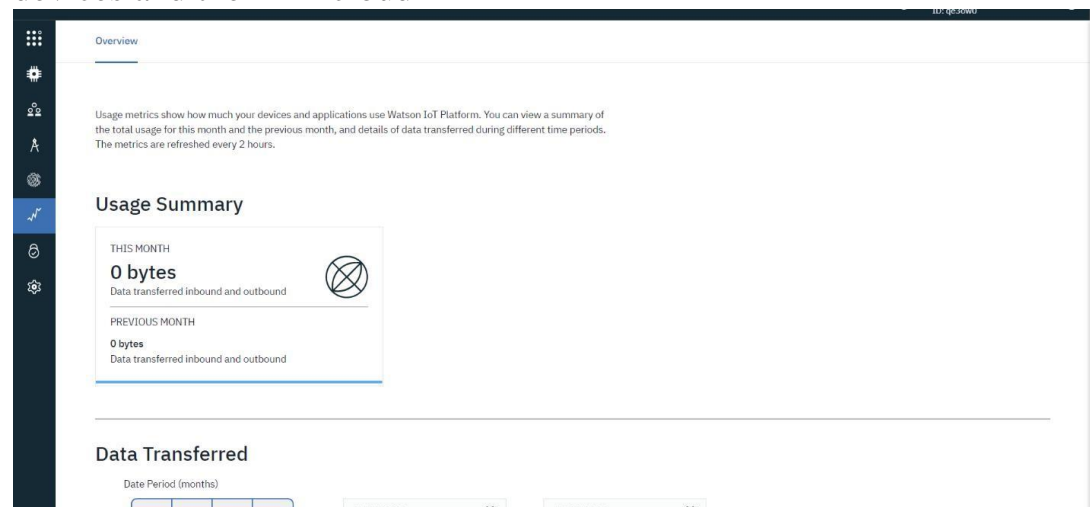 ID: qe3ow0
Overview
Usage metrics show how much your devices and applications use Watson IoT Platform. You can view a summary of
the total usage for this month and the previous month, and details of data transferred during different time periods.
The metrics are refreshed every 2 hours.
Usage Summary
THIS MONTH
0 bytes
Data transferred inbound and outbound
PREVIOUS MONTH
0 bytes
Data transferred inbound and outbound
Data Transferred
Date Period (months)